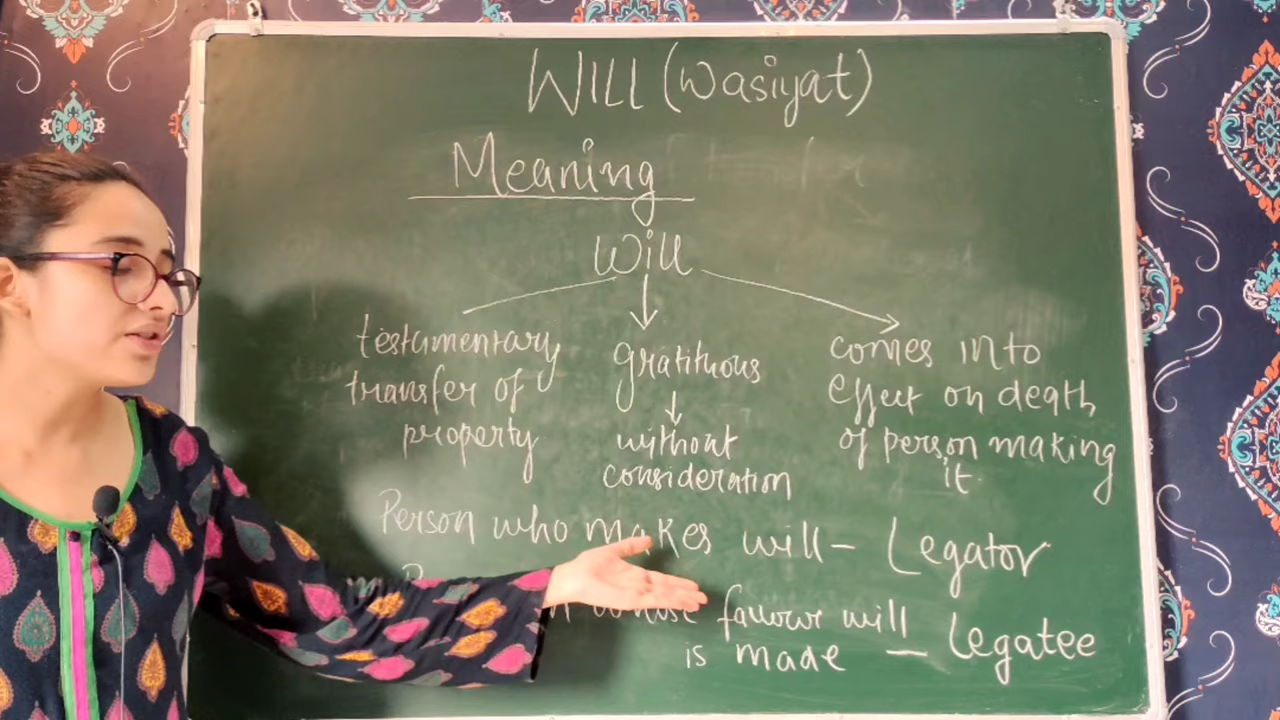 WILL (Wasiyat)
Meaning
Will
testamentary
transfer of
property
gratituous
without
consideration
comes into
effect on death
of person making
it
Person who makes will - Legator
whose favour will
is made - Legatee